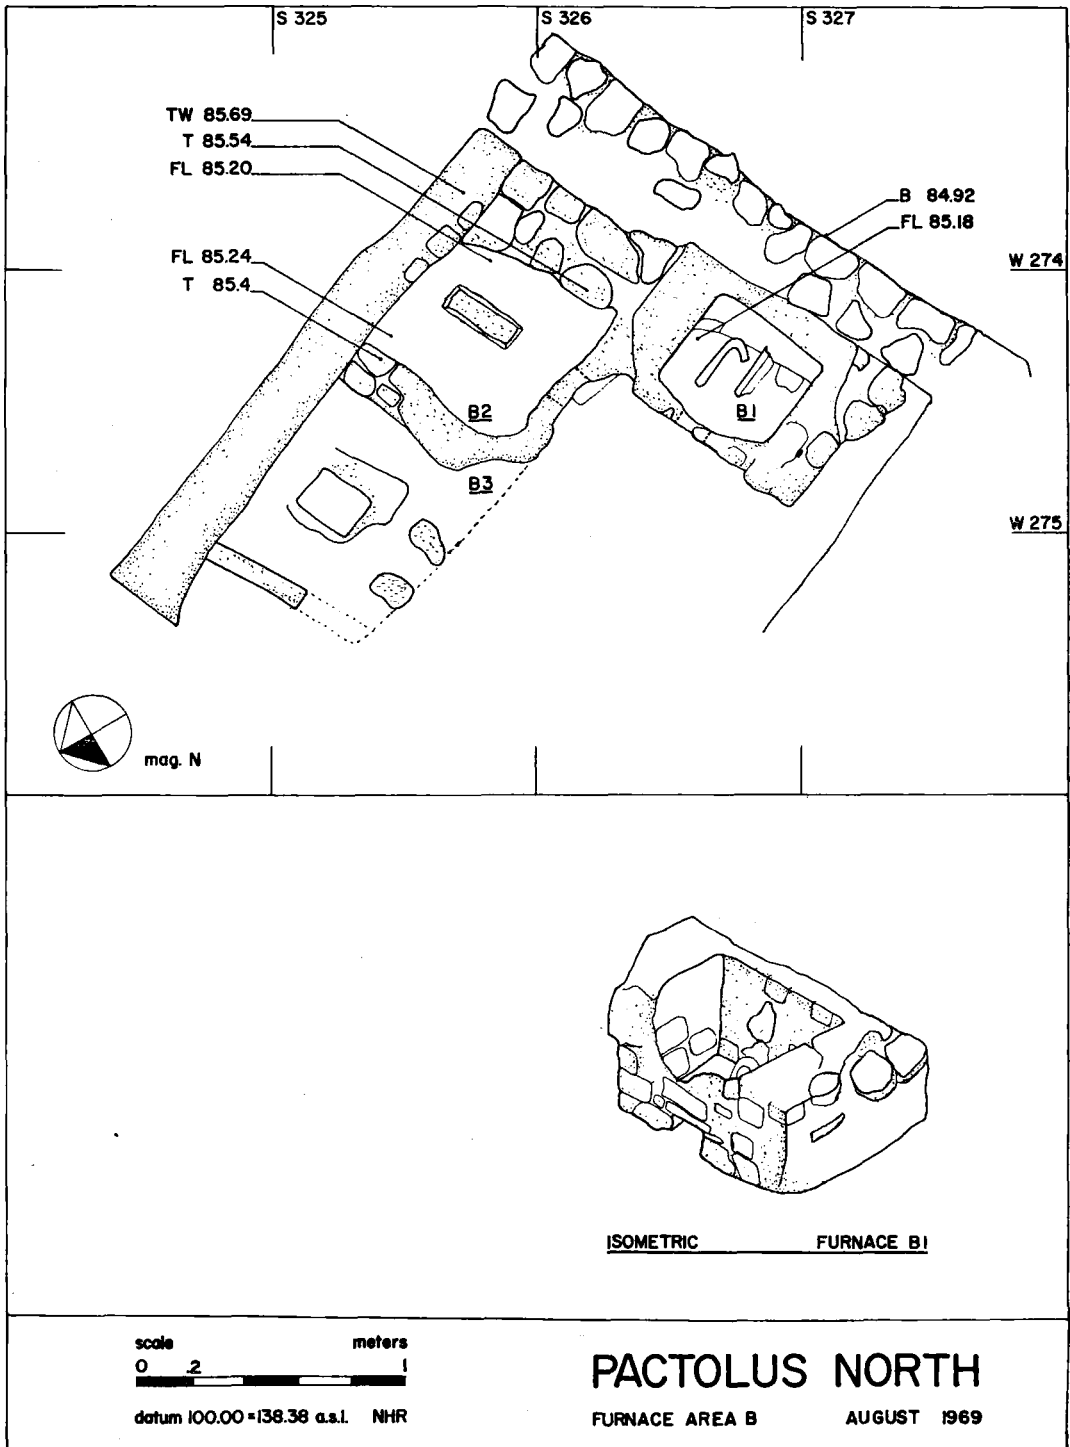 S 325
S 326
S 327
TW 85.69
T 85.54
FL 85.20
B 84.92
FL 85.18
FL 85.24
T 85.4
W 274
B2
B1
B3
W 275
mag. N
ISOMETRIC FURNACE B1
scale meters
0 .2 1
datum 100.00 = 138.38 a.s.l. NHR
PACTOLUS NORTH
FURNACE AREA B AUGUST 1969